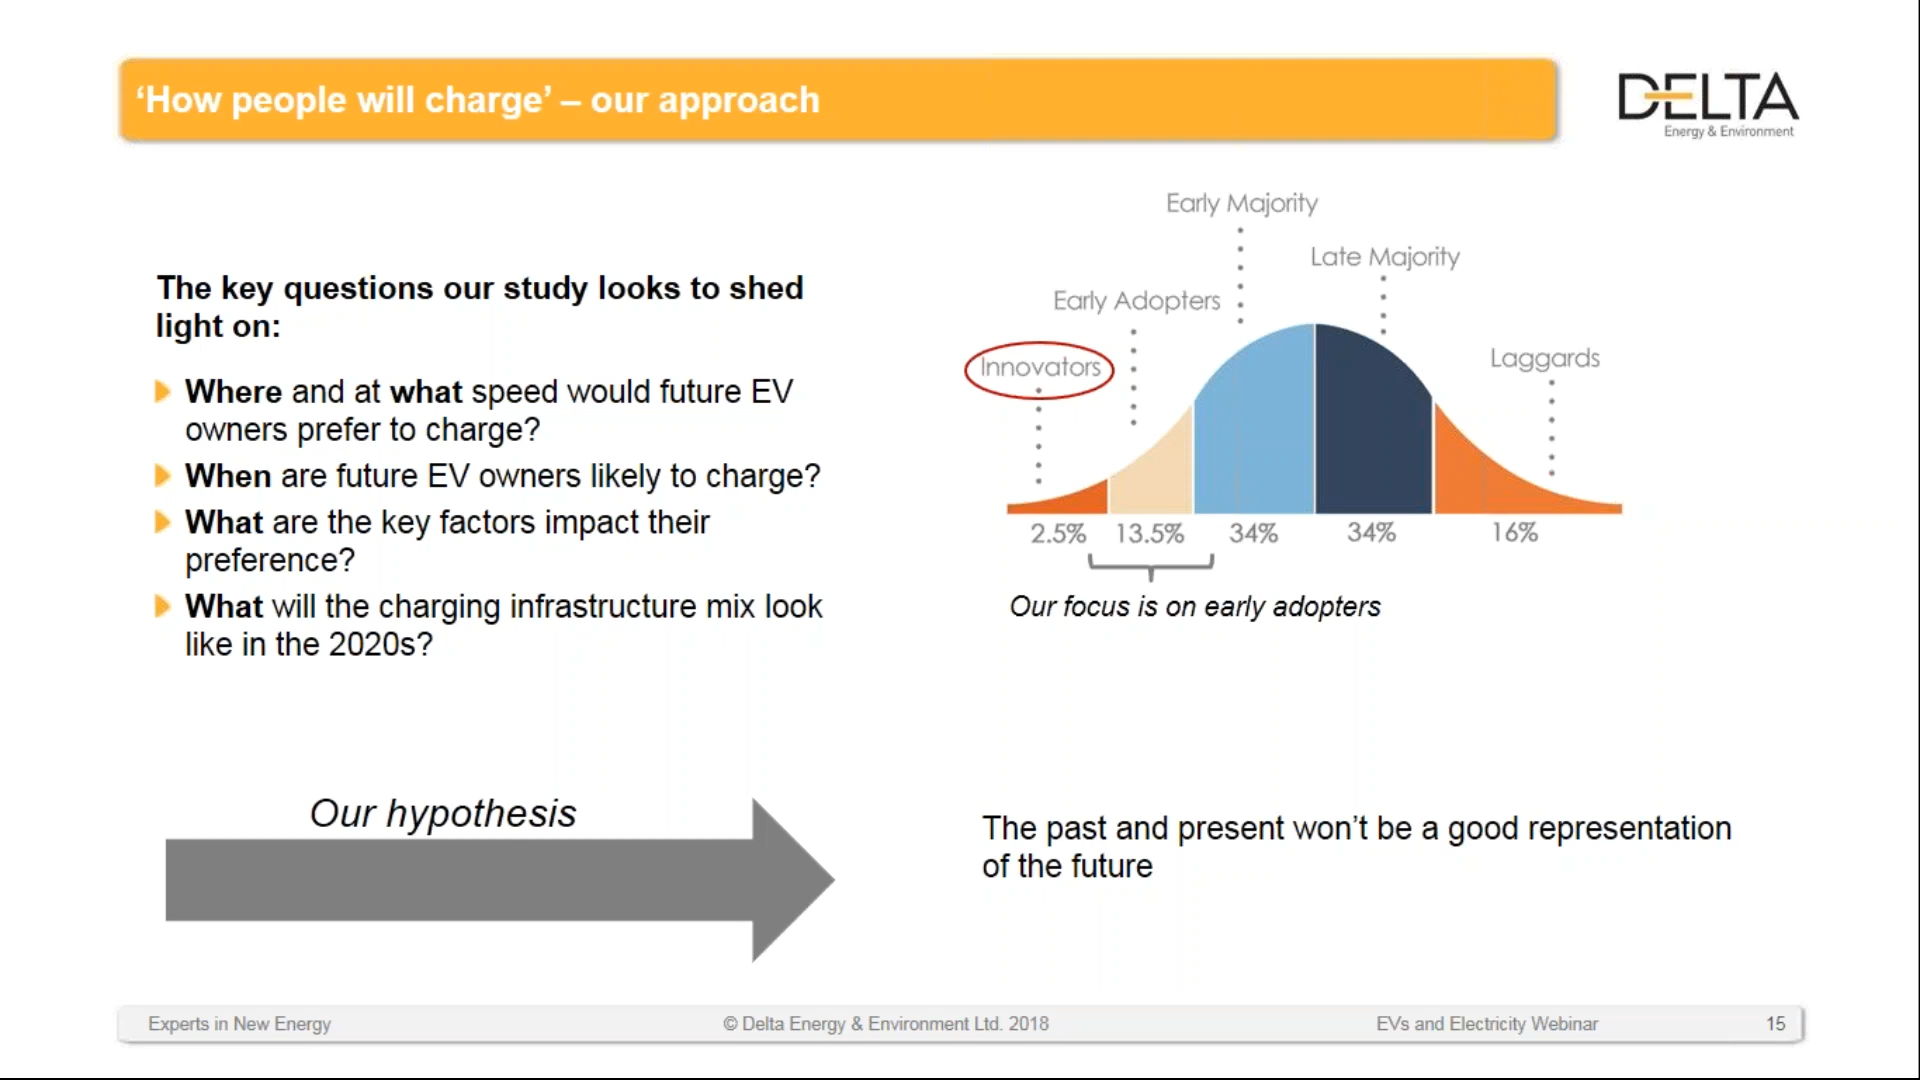 ‘How people will charge’ – our approach
DELTA
Energy & Environment
The key questions our study looks to shed
light on:
Where and at what speed would future EV
owners prefer to charge?
When are future EV owners likely to charge?
What are the key factors impact their
preference?
What will the charging infrastructure mix look
like in the 2020s?
Early Majority
Late Majority
Early Adopters
Innovators
Laggards
2.5% 13.5% 34% 34% 16%
Our focus is on early adopters
Our hypothesis
The past and present won’t be a good representation
of the future
Experts in New Energy © Delta Energy & Environment Ltd. 2018 EVs and Electricity Webinar 15